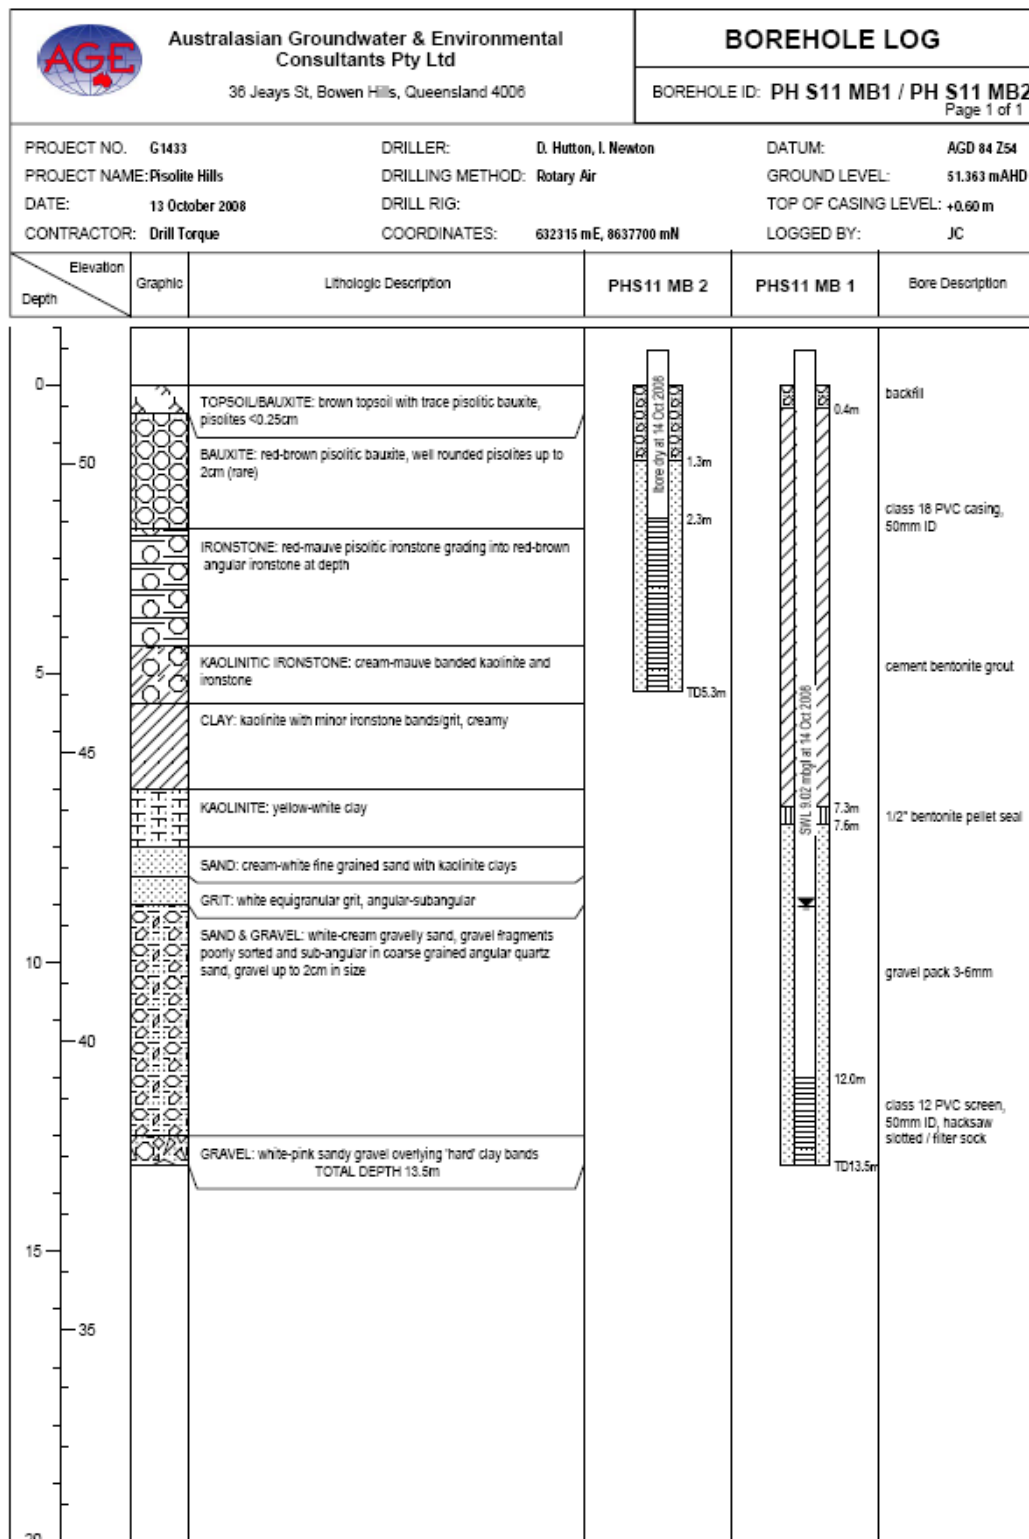 AGE
Australasian Groundwater & Environmental
Consultants Pty Ltd
36 Jeays St, Bowen Hills, Queensland 4006
BOREHOLE LOG
BOREHOLE ID: PH S11 MB1 / PH S11 MB2
Page 1 of 1
PROJECT NO. G1433
DRILLER: D. Hutton, I. Newton
DATUM: AGD 84 Z54
PROJECT NAME: Pisolite Hills
DRILLING METHOD: Rotary Air
GROUND LEVEL: 51.363 mAHD
DATE: 13 October 2008
DRILL RIG:
TOP OF CASING LEVEL: +0.60 m
CONTRACTOR: Drill Torque
COORDINATES: 632315 mE, 8637700 mN
LOGGED BY: JC
Elevation
Depth
Graphic
Lithologic Description
PHS11 MB 2
PHS11 MB 1
Bore Description
0
TOPSOIL/BAUXITE: brown topsoil with trace pisolitic bauxite,
pisolites <0.25cm
backfill
0.4m
50
BAUXITE: red-brown pisolitic bauxite, well rounded pisolites up to
2cm (rare)
bore dry at 14 Oct 2008
1.3m
class 18 PVC casing,
50mm ID
2.3m
IRONSTONE: red-mauve pisolitic ironstone grading into red-brown
angular ironstone at depth
5
KAOLINITIC IRONSTONE: cream-mauve banded kaolinite and
ironstone
cement bentonite grout
TD5.3m
CLAY: kaolinite with minor ironstone bands/grit, creamy
45
SWL 9.02 mbgl at 14 Oct 2008
KAOLINITE: yellow-white clay
7.3m
7.6m
1/2" bentonite pellet seal
SAND: cream-white fine grained sand with kaolinite clays
GRIT: white equigranular grit, angular-subangular
SAND & GRAVEL: white-cream gravelly sand, gravel fragments
poorly sorted and sub-angular in coarse grained angular quartz
sand, gravel up to 2cm in size
10
gravel pack 3-6mm
40
12.0m
class 12 PVC screen,
50mm ID, hacksaw
slotted / filter sock
GRAVEL: white-pink sandy gravel overlying 'hard' clay bands
TOTAL DEPTH 13.5m
TD13.5m
15
35